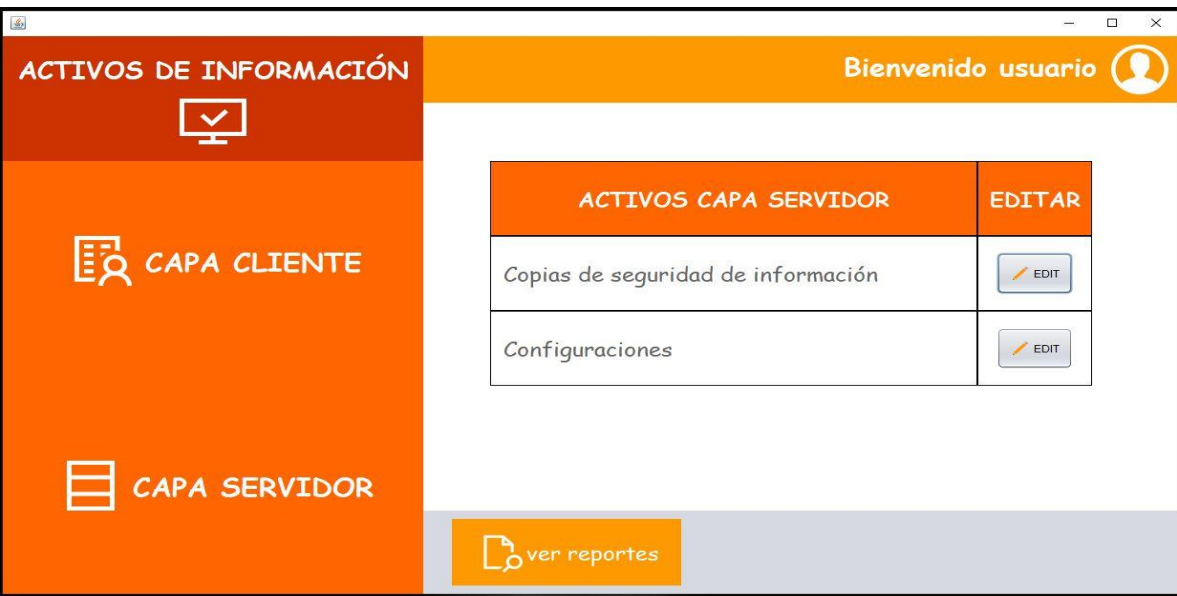 ACTIVOS DE INFORMACIÓN
Bienvenido usuario
CAPA CLIENTE
CAPA SERVIDOR
ACTIVOS CAPA SERVIDOR EDITAR
Copias de seguridad de información EDIT
Configuraciones EDIT
ver reportes